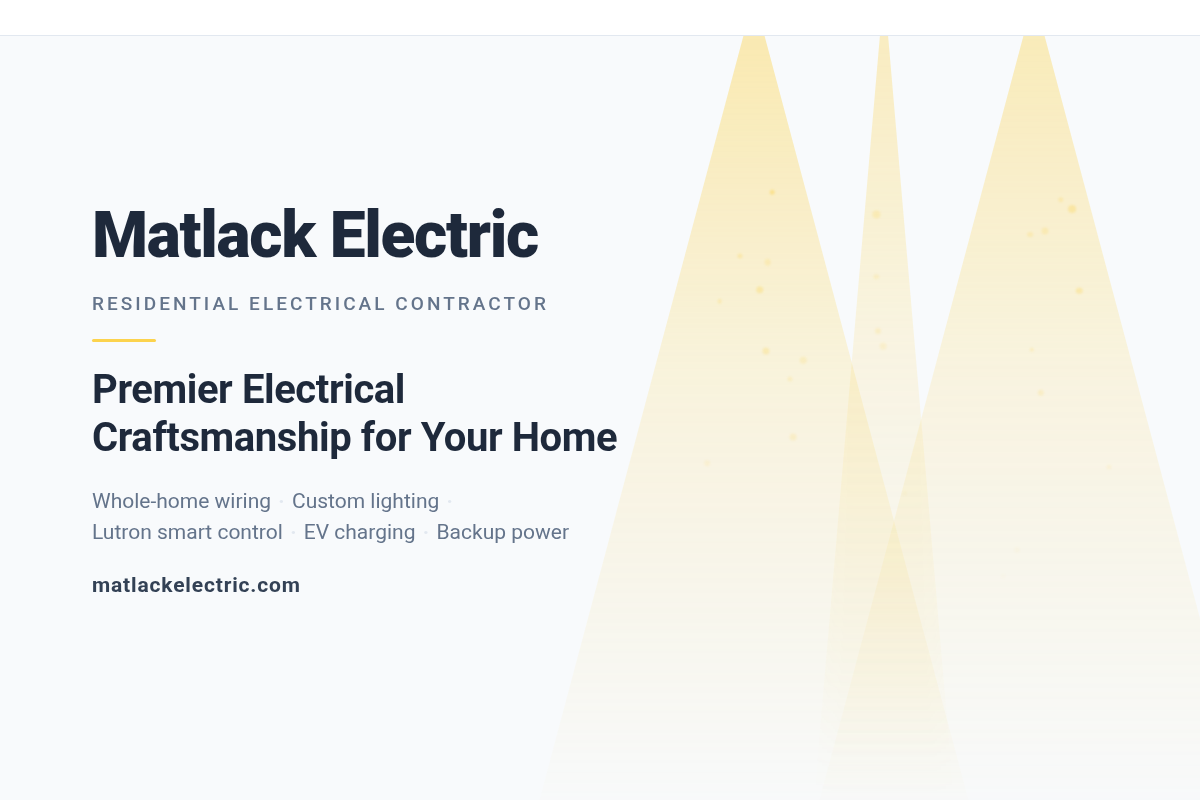 Matlack Electric
RESIDENTIAL ELECTRICAL CONTRACTOR
Premier Electrical
Craftsmanship for Your Home
Whole-home wiring · Custom lighting ·
Lutron smart control · EV charging · Backup power
matlackelectric.com